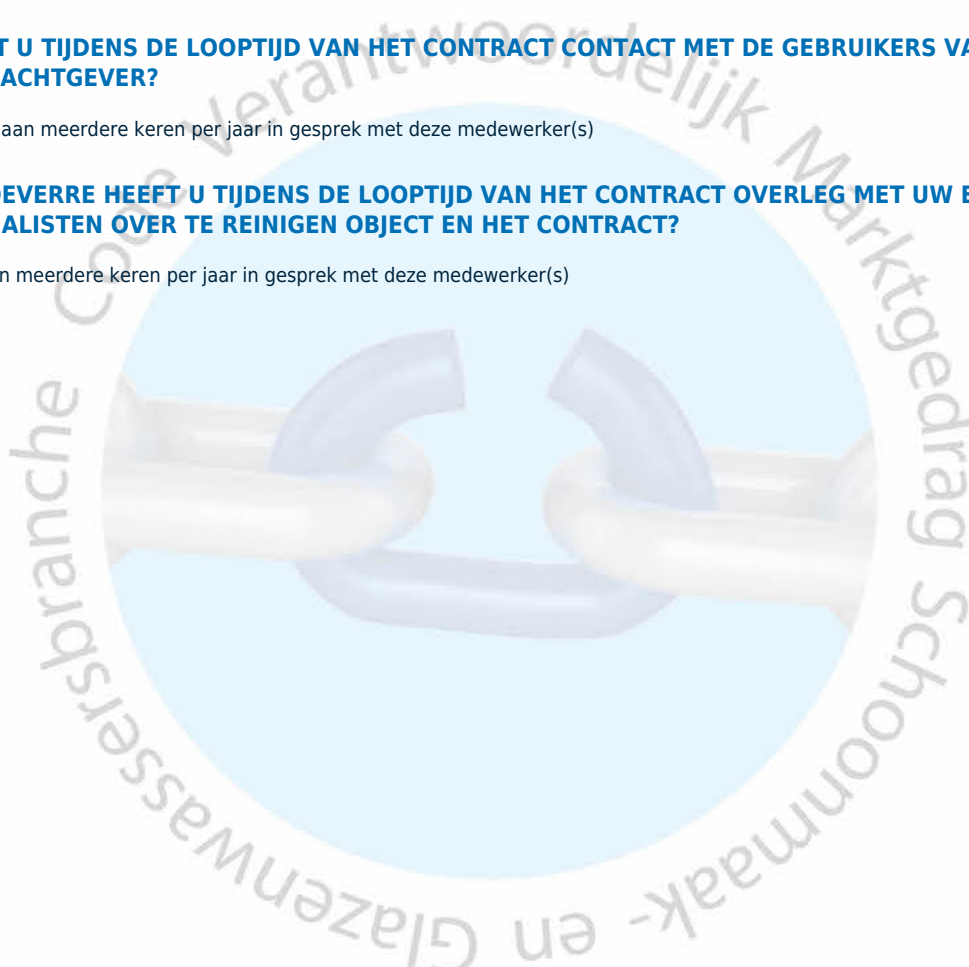 T U TIJDENS DE LOOPTIJD VAN HET CONTRACT CONTACT MET DE GEBRUIKERS VA
ACHTGEVER?
aan meerdere keren per jaar in gesprek met deze medewerker(s)
OEVERRE HEEFT U TIJDENS DE LOOPTIJD VAN HET CONTRACT OVERLEG MET UW E
ALISTEN OVER TE REINIGEN OBJECT EN HET CONTRACT?
n meerdere keren per jaar in gesprek met deze medewerker(s)
Code Verantwoordelijk Marktgedrag Schoonmaak- en Glazenwassersbranche